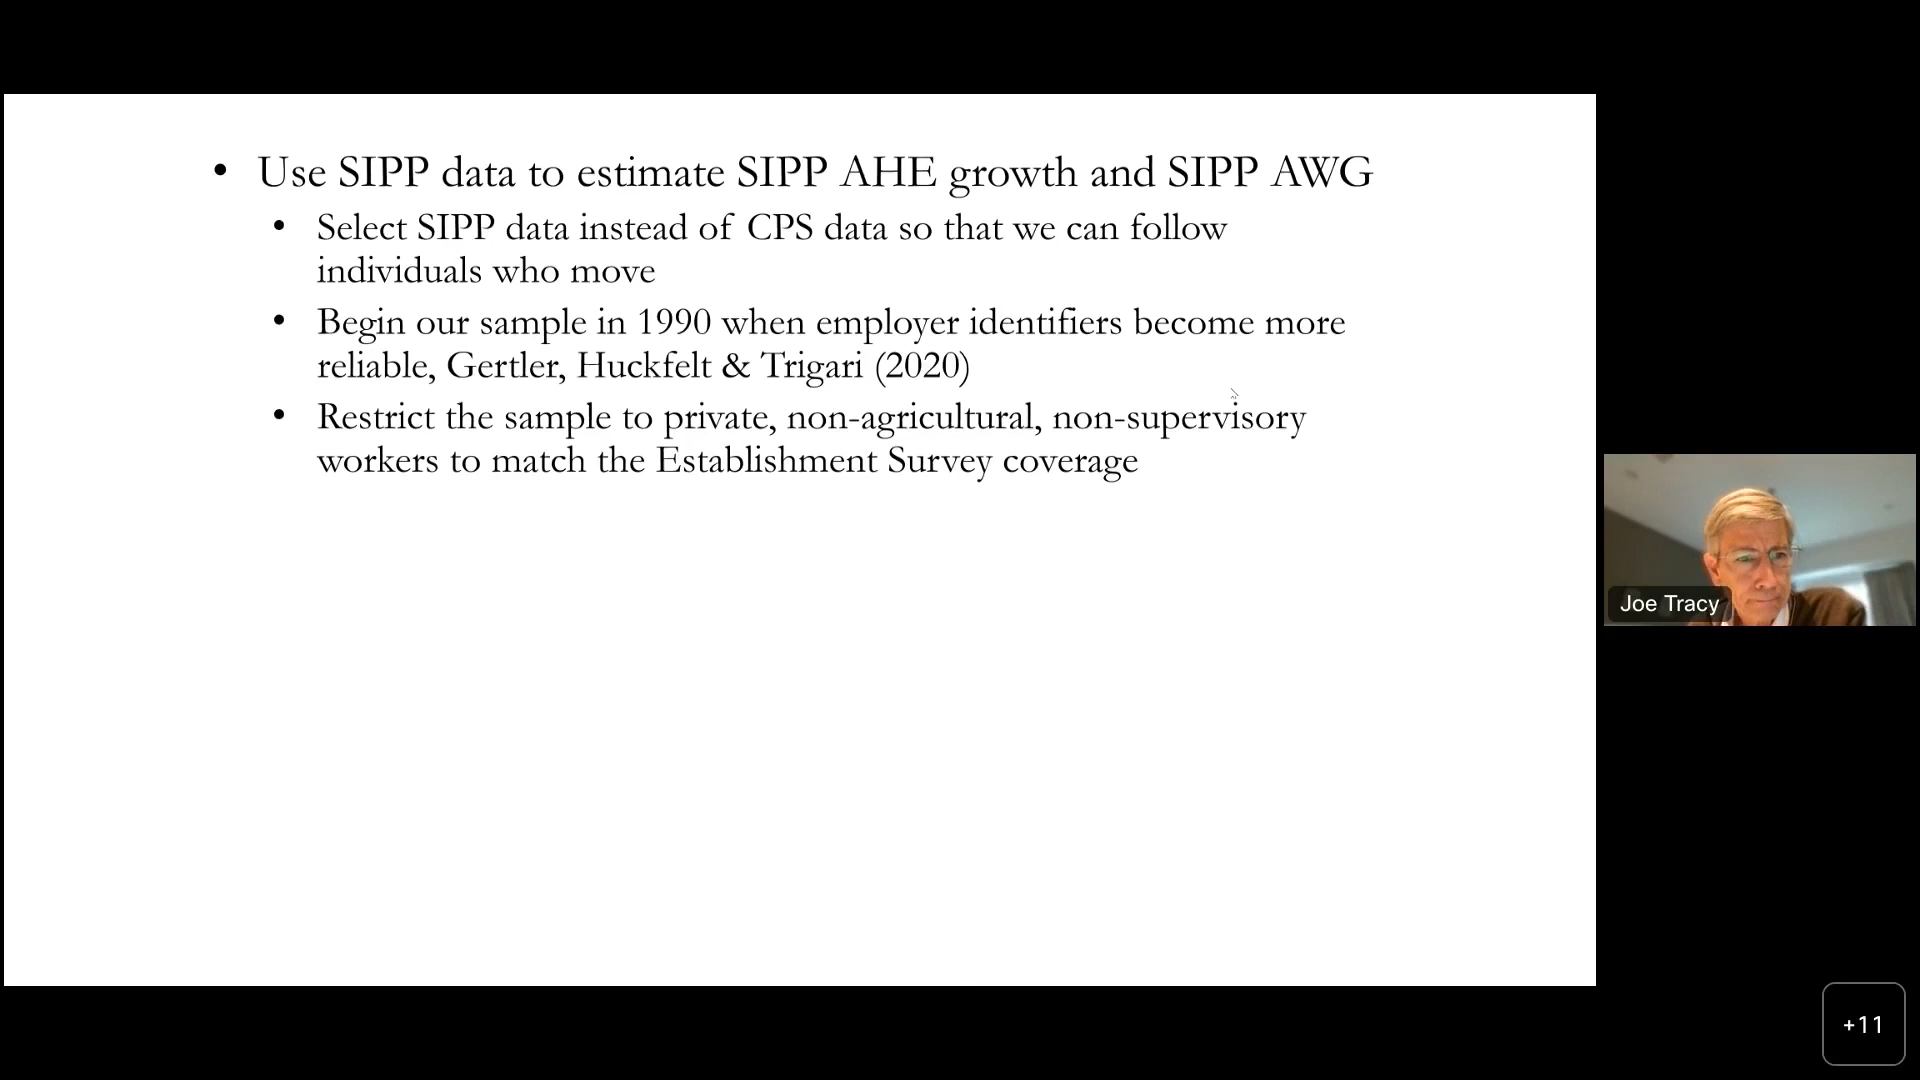 • Use SIPP data to estimate SIPP AHE growth and SIPP AWG
• Select SIPP data instead of CPS data so that we can follow
individuals who move
• Begin our sample in 1990 when employer identifiers become more
reliable, Gertler, Huckfelt & Trigari (2020)
• Restrict the sample to private, non-agricultural, non-supervisory
workers to match the Establishment Survey coverage
Joe Tracy
+11